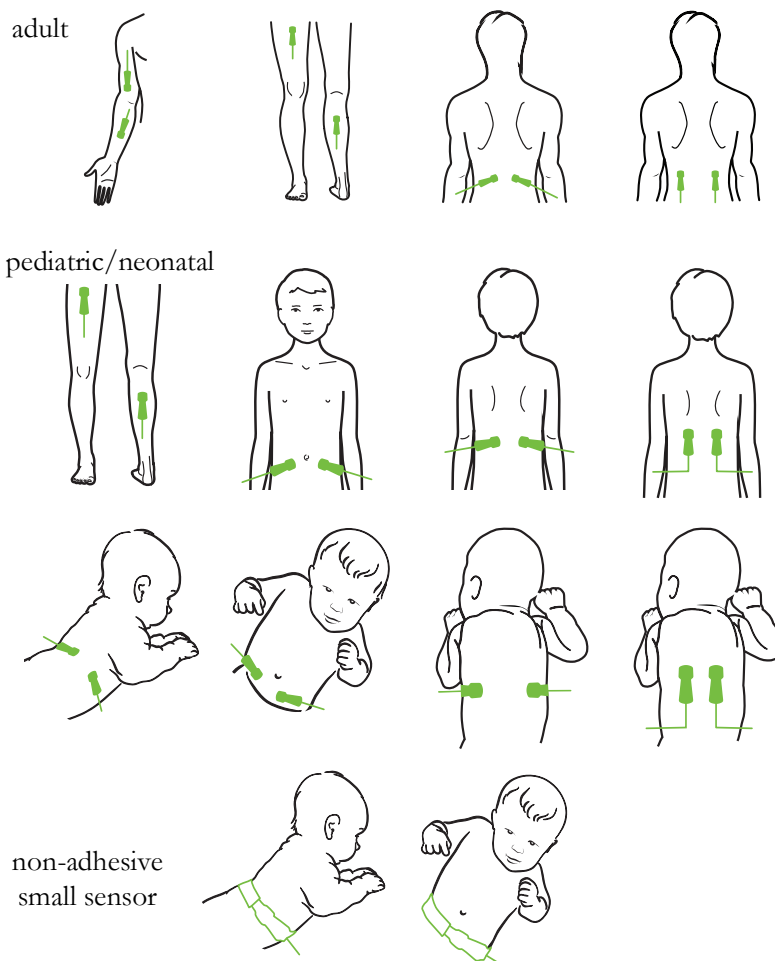 adult
pediatric/neonatal
non-adhesive
small sensor